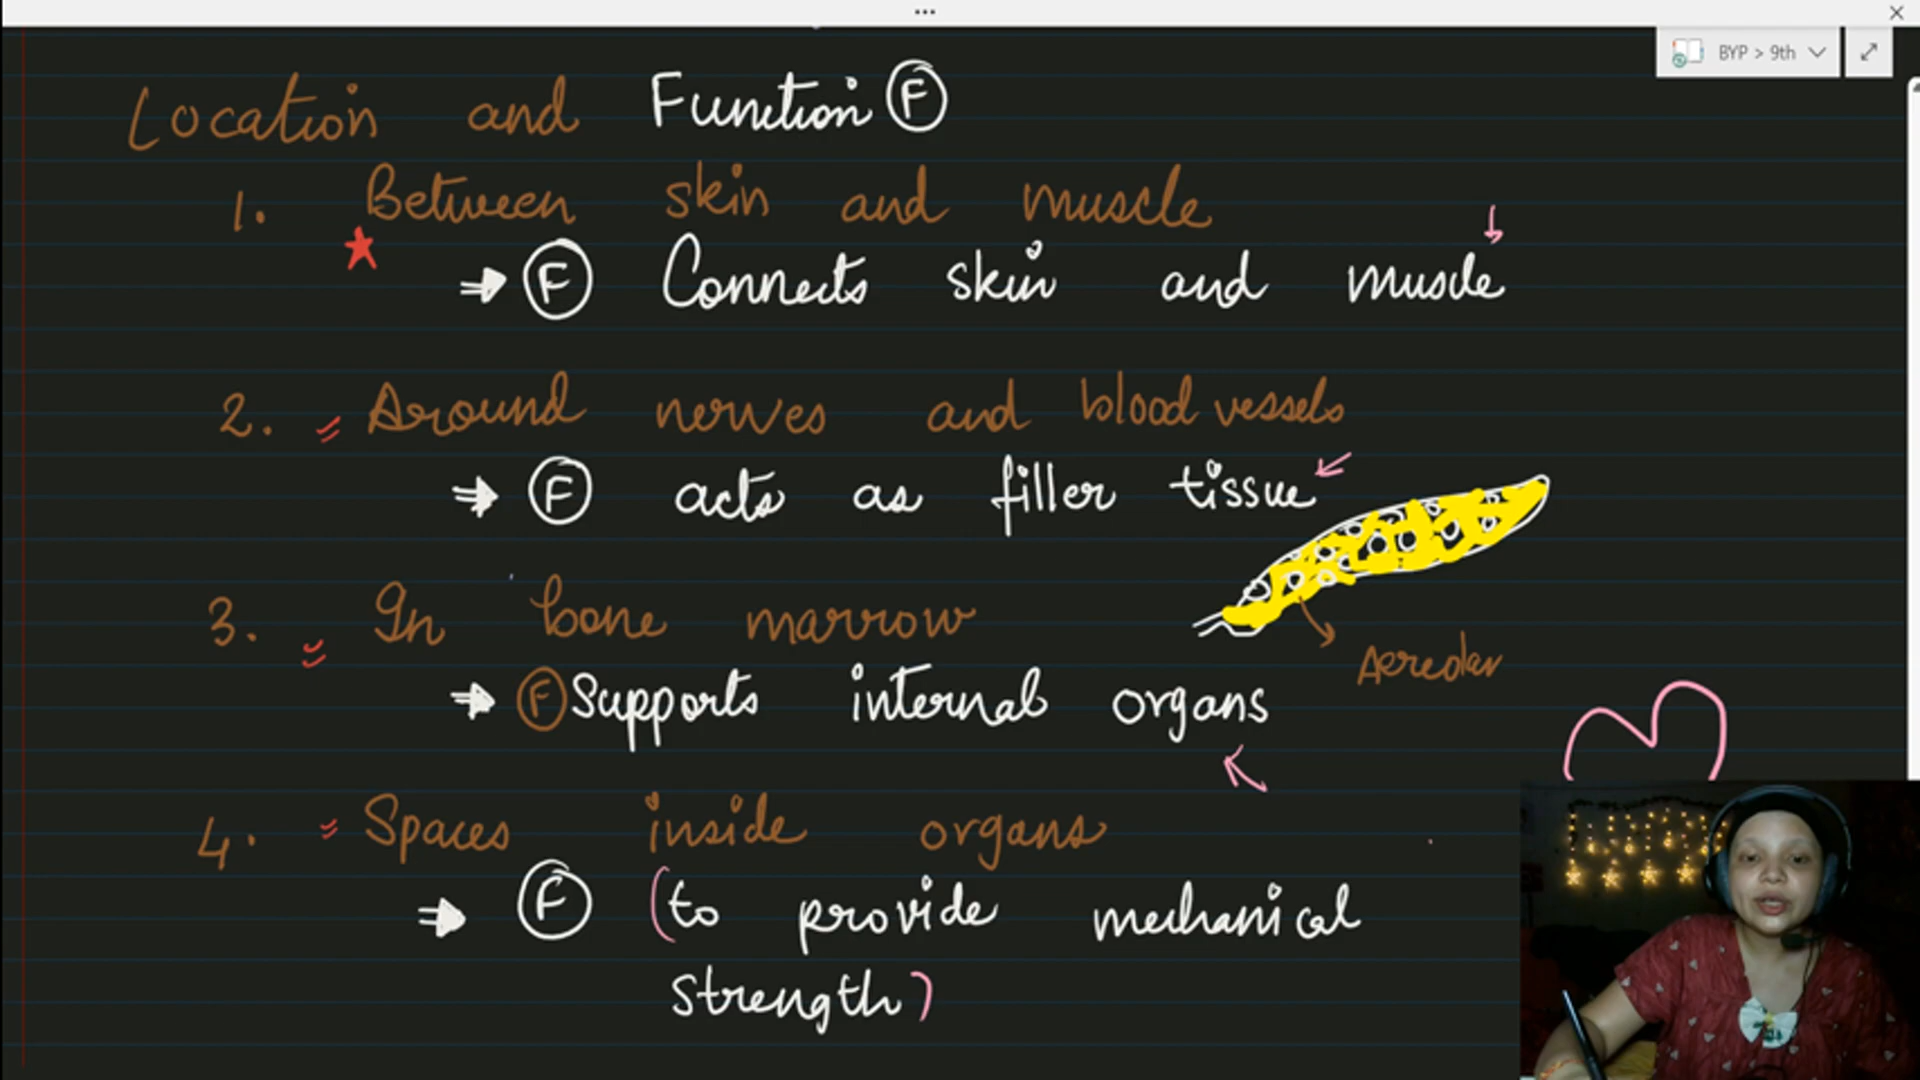 ...
BYP > 9th
Location and Function (F)
1. Between skin and muscle
(F) Connects skin and muscle
2. Around nerves and blood vessels
(F) acts as filler tissue
3. In bone marrow
(F) Supports internal organs
Aereolar
4. Spaces inside organs
(F) (to provide mechanical
strength)